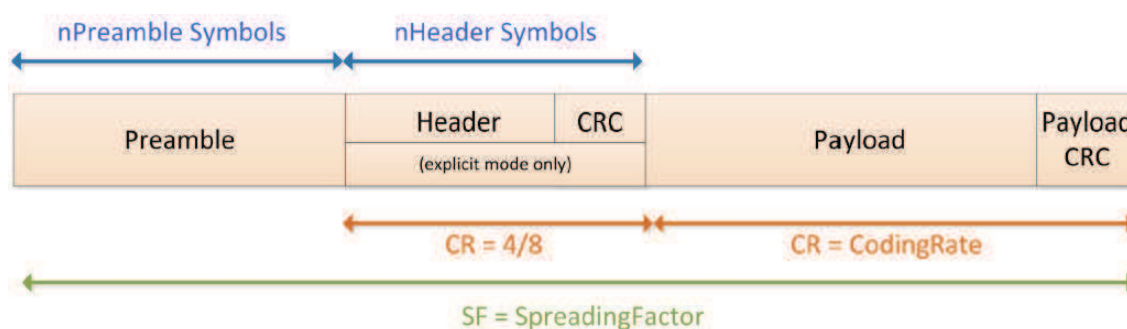 nPreamble Symbols
nHeader Symbols
Preamble
Header
CRC
(explicit mode only)
Payload
Payload
CRC
CR = 4/8
CR = CodingRate
SF = SpreadingFactor